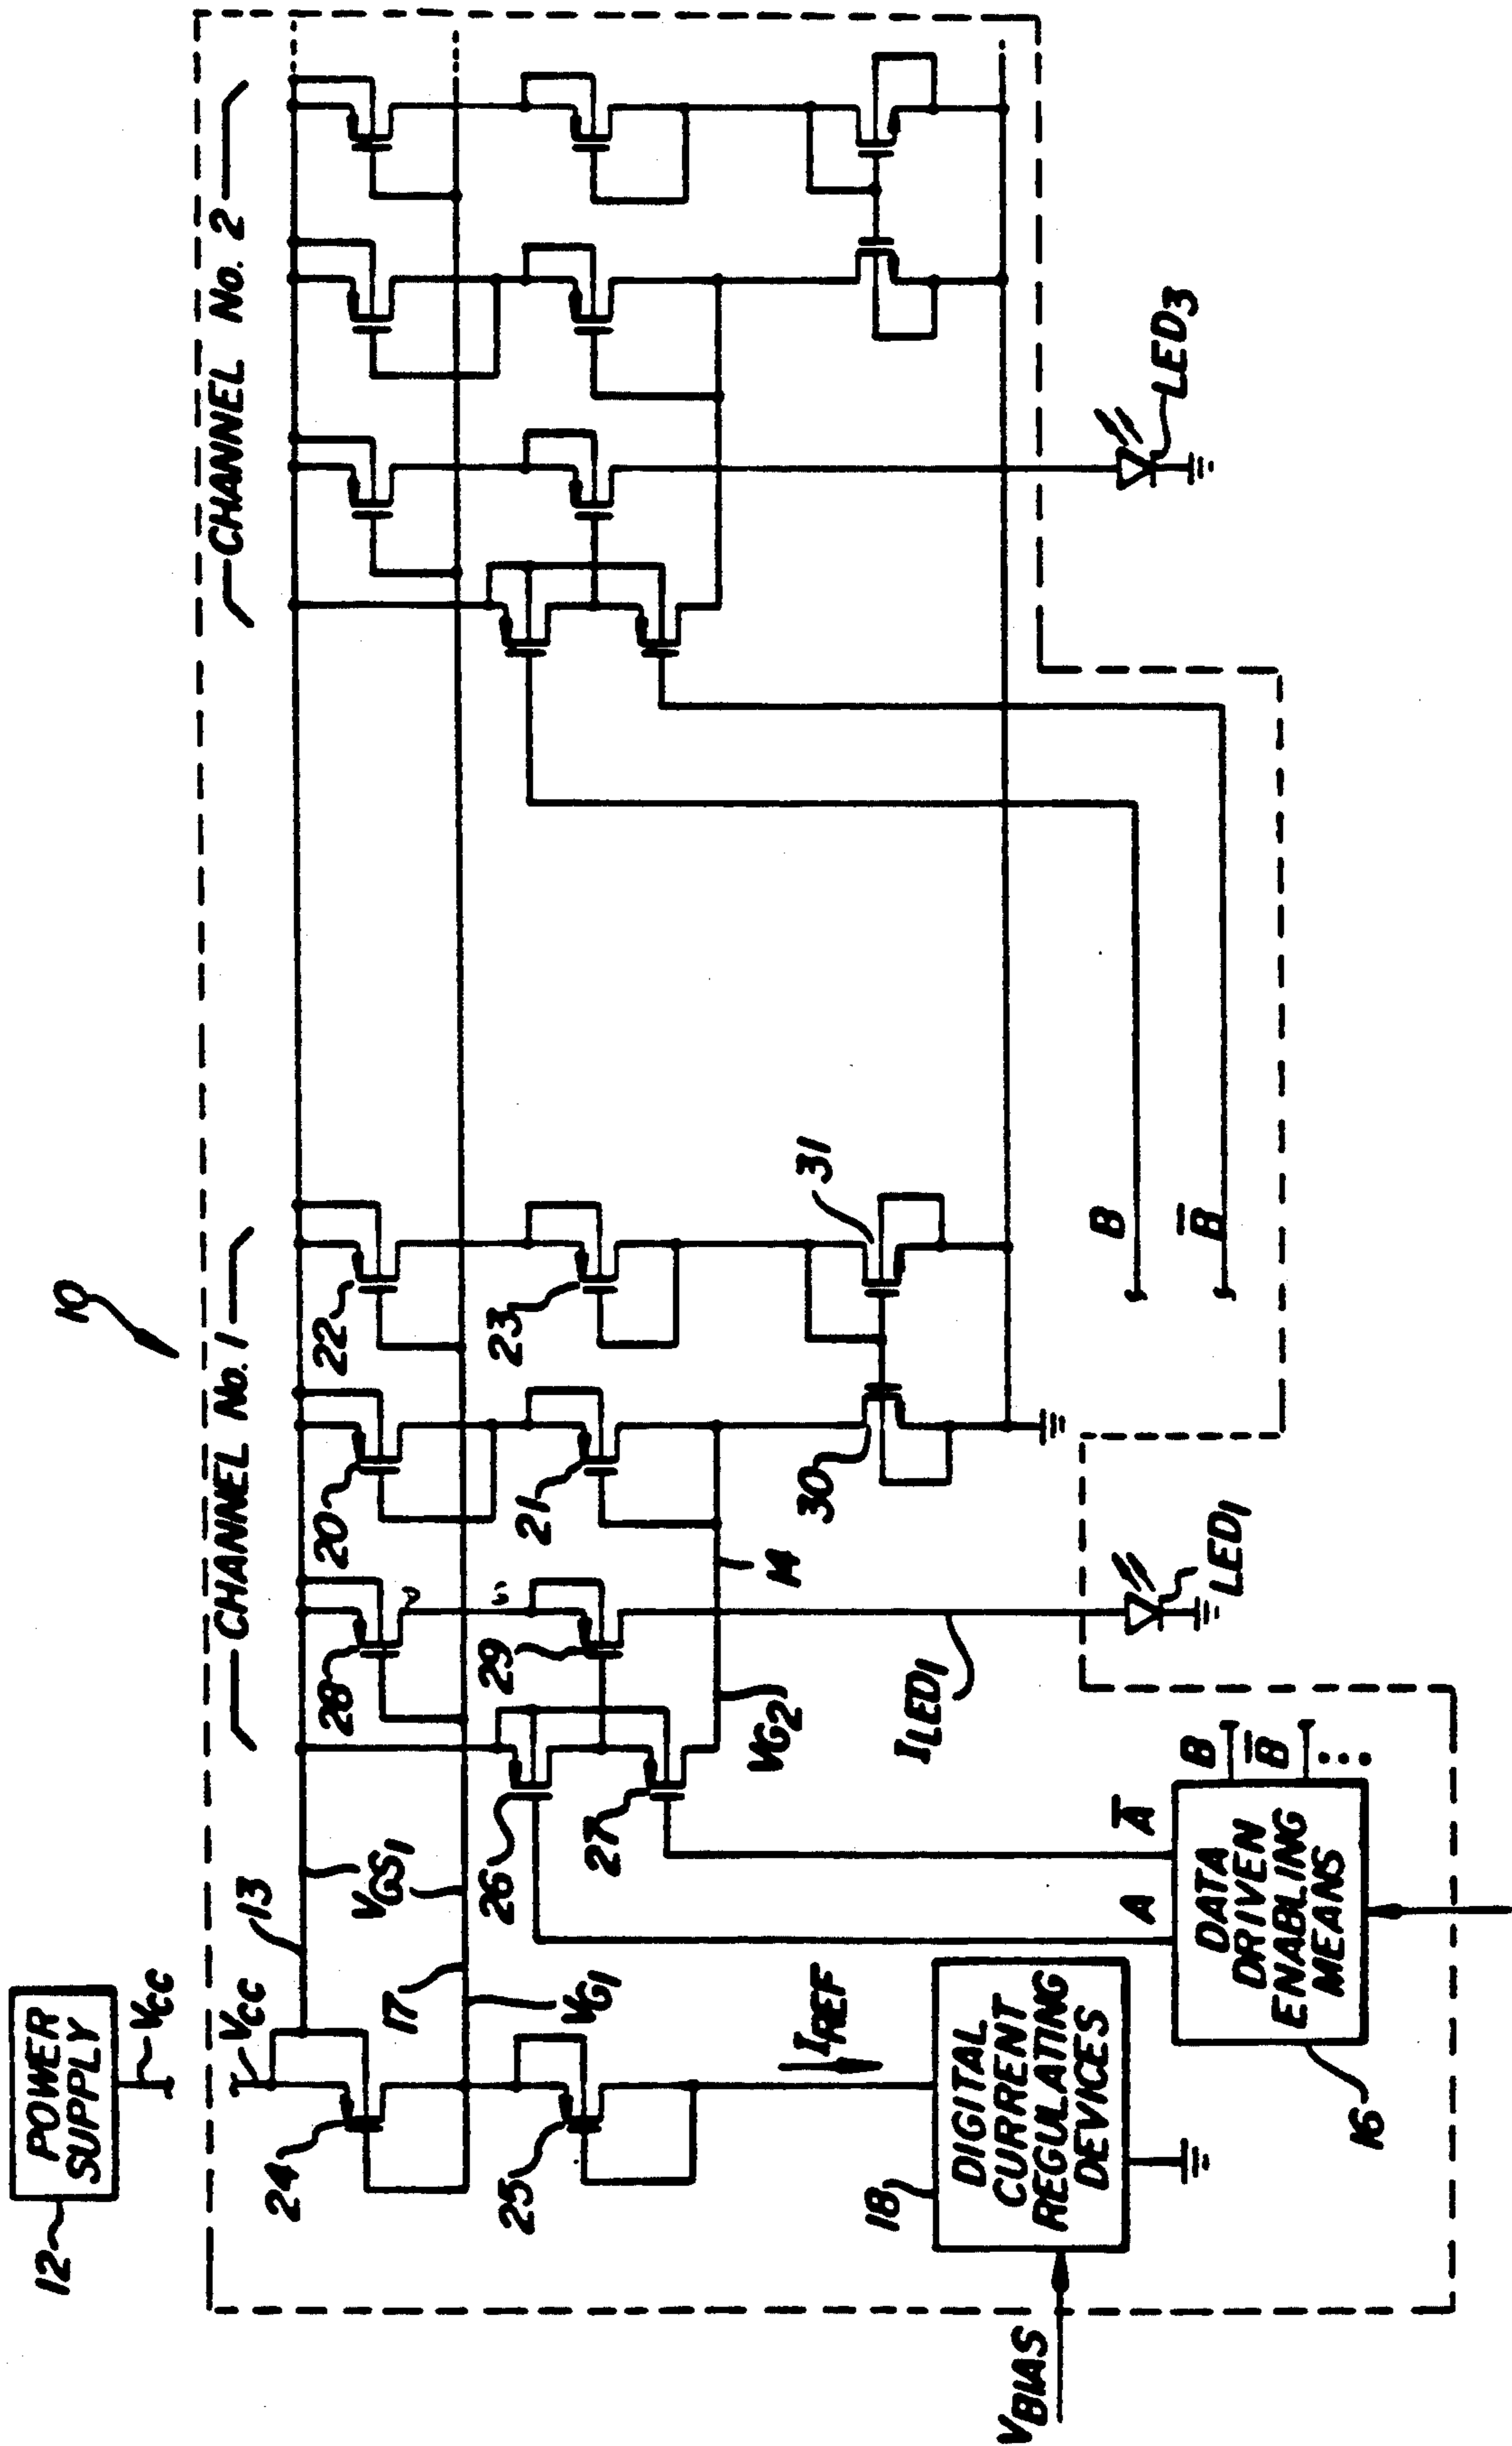 10
12
POWER
SUPPLY
VCC
CHANNEL No. 1
CHANNEL No. 2
VCC
13
24
VGS1
28
20
22
17
VG1
25
26
29
21
23
27
14
VG2
IREF
30
31
18
DIGITAL
CURRENT
REGULATING
DEVICES
VBIAS
ILED1
LED1
LED3
A
A̅
B
B̅
DATA
DRIVEN
ENABLING
MEANS
B
B̅
16